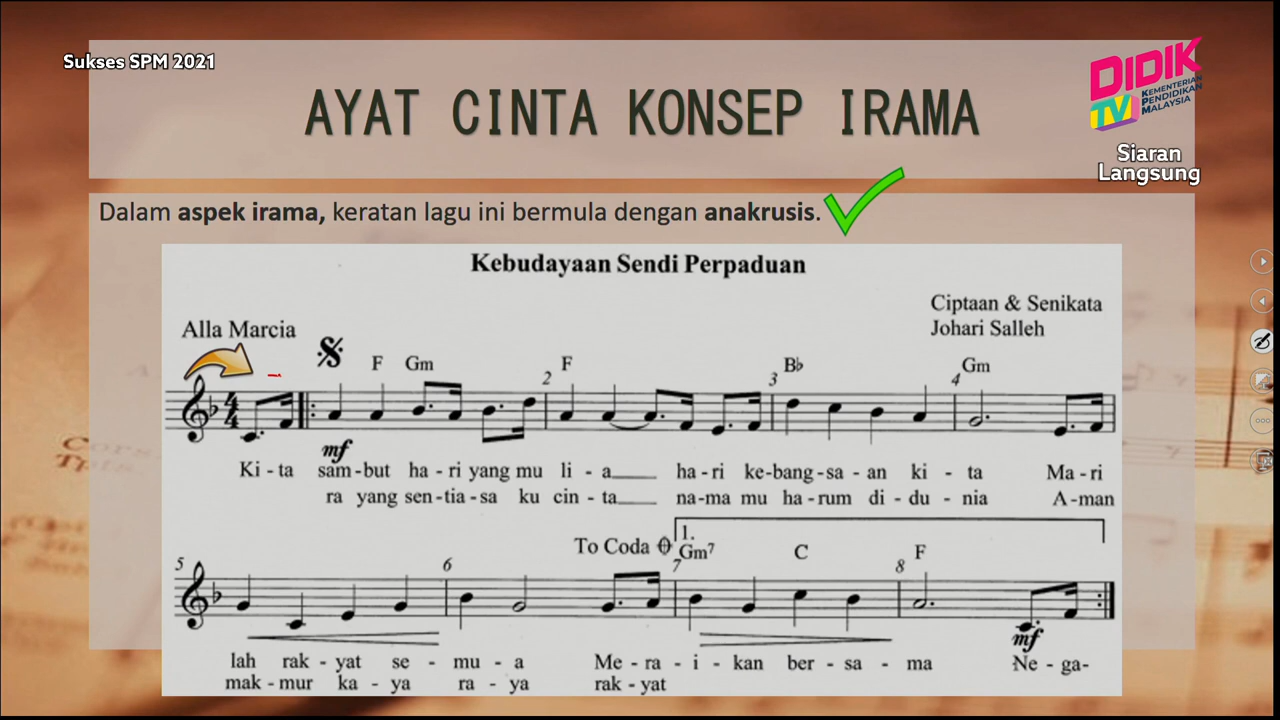 Sukses SPM 2021
DIDIK
TV
KEMENTERIAN
PENDIDIKAN
MALAYSIA
AYAT CINTA KONSEP IRAMA
Siaran
Langsung
Dalam aspek irama, keratan lagu ini bermula dengan anakrusis.
Kebudayaan Sendi Perpaduan
Ciptaan & Senikata
Johari Salleh
Alla Marcia
F Gm 2 F 3 B♭ 4 Gm
4
4
mf
Ki - ta sam-but ha - ri yang mu li - a___ ha - ri ke-bang-sa - an ki - ta Ma - ri
ra yang sen-tia-sa ku cin - ta___ na-ma mu ha-rum di - du - nia A-man
To Coda 1.
5 6 7 Gm7 C 8 F
mf
lah rak - yat se - mu - a Me - ra - i - kan ber - sa - ma Ne - ga-
mak - mur ka - ya ra - ya rak - yat